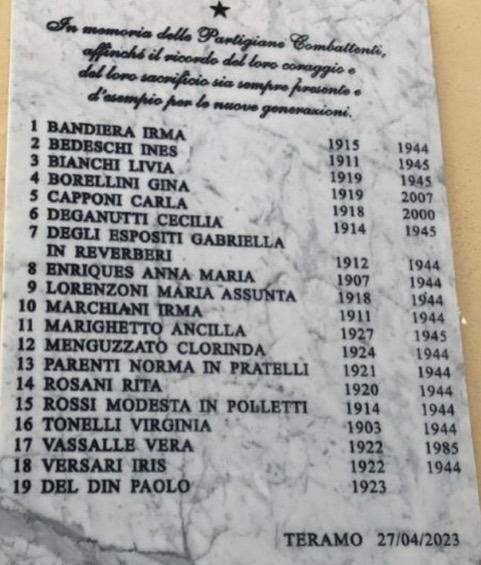 In memoria delle Partigiane Combattenti,
affinchè il ricordo del loro coraggio e
del loro sacrificio sia sempre presente e
d'esempio per le nuove generazioni.
1 BANDIERA IRMA 1915 1944
2 BEDESCHI INES 1911 1945
3 BIANCHI LIVIA 1919 1945
4 BORELLINI GINA 1919 2007
5 CAPPONI CARLA 1918 2000
6 DEGANUTTI CECILIA 1914 1945
7 DEGLI ESPOSITI GABRIELLA
IN REVERBERI 1912 1944
8 ENRIQUES ANNA MARIA 1907 1944
9 LORENZONI MARIA ASSUNTA 1918 1944
10 MARCHIANI IRMA 1911 1944
11 MARIGHETTO ANCILLA 1927 1945
12 MENGUZZATO CLORINDA 1924 1944
13 PARENTI NORMA IN PRATELLI 1921 1944
14 ROSANI RITA 1920 1944
15 ROSSI MODESTA IN POLLETTI 1914 1944
16 TONELLI VIRGINIA 1903 1944
17 VASSALLE VERA 1922 1985
18 VERSARI IRIS 1922 1944
19 DEL DIN PAOLO 1923
TERAMO 27/04/2023